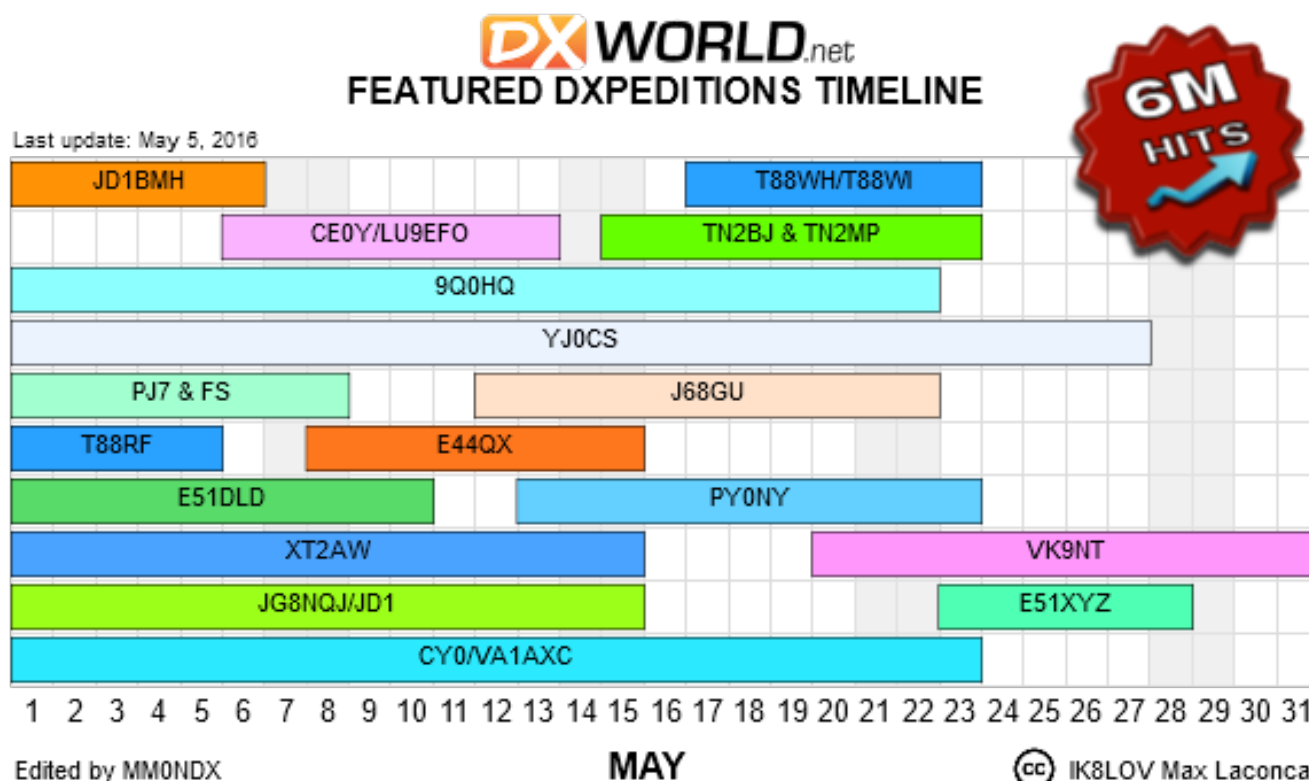 DX WORLD.net
FEATURED DXPEDITIONS TIMELINE
6M
HITS
Last update: May 5, 2016
JD1BMH T88WH/T88WI
CE0Y/LU9EFO TN2BJ & TN2MP
9Q0HQ
YJ0CS
PJ7 & FS J68GU
T88RF E44QX
E51DLD PY0NY
XT2AW VK9NT
JG8NQJ/JD1 E51XYZ
CY0/VA1AXC
1 2 3 4 5 6 7 8 9 10 11 12 13 14 15 16 17 18 19 20 21 22 23 24 25 26 27 28 29 30 31
Edited by MM0NDX MAY cc IK8LOV Max Laconca